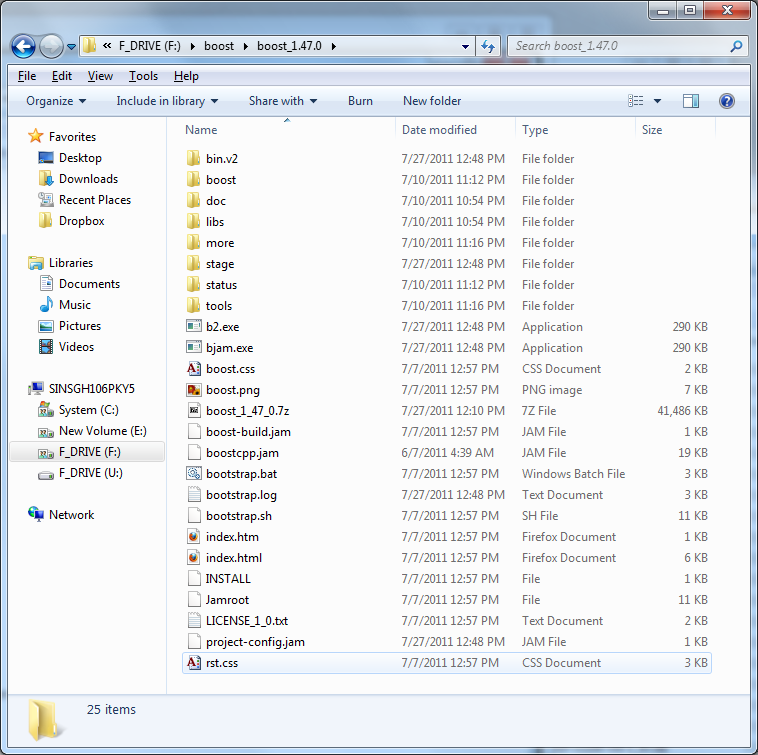 « F_DRIVE (F:) boost boost_1.47.0
Search boost_1.47.0
File Edit View Tools Help
Organize Include in library Share with Burn New folder
Favorites
Desktop
Downloads
Recent Places
Dropbox
Libraries
Documents
Music
Pictures
Videos
SINSGH106PKY5
System (C:)
New Volume (E:)
F_DRIVE (F:)
F_DRIVE (U:)
Network
Name Date modified Type Size
bin.v2 7/27/2011 12:48 PM File folder
boost 7/10/2011 11:12 PM File folder
doc 7/10/2011 10:54 PM File folder
libs 7/10/2011 10:54 PM File folder
more 7/10/2011 11:16 PM File folder
stage 7/27/2011 12:48 PM File folder
status 7/10/2011 11:12 PM File folder
tools 7/10/2011 11:16 PM File folder
b2.exe 7/27/2011 12:48 PM Application 290 KB
bjam.exe 7/27/2011 12:48 PM Application 290 KB
boost.css 7/7/2011 12:57 PM CSS Document 2 KB
boost.png 7/7/2011 12:57 PM PNG image 7 KB
boost_1_47_0.7z 7/27/2011 12:10 PM 7Z File 41,486 KB
boost-build.jam 7/7/2011 12:57 PM JAM File 1 KB
boostcpp.jam 6/7/2011 4:39 AM JAM File 19 KB
bootstrap.bat 7/7/2011 12:57 PM Windows Batch File 3 KB
bootstrap.log 7/27/2011 12:48 PM Text Document 3 KB
bootstrap.sh 7/7/2011 12:57 PM SH File 11 KB
index.htm 7/7/2011 12:57 PM Firefox Document 1 KB
index.html 7/7/2011 12:57 PM Firefox Document 6 KB
INSTALL 7/7/2011 12:57 PM File 1 KB
Jamroot 7/7/2011 12:57 PM File 11 KB
LICENSE_1_0.txt 7/7/2011 12:57 PM Text Document 2 KB
project-config.jam 7/27/2011 12:48 PM JAM File 1 KB
rst.css 7/7/2011 12:57 PM CSS Document 3 KB
25 items